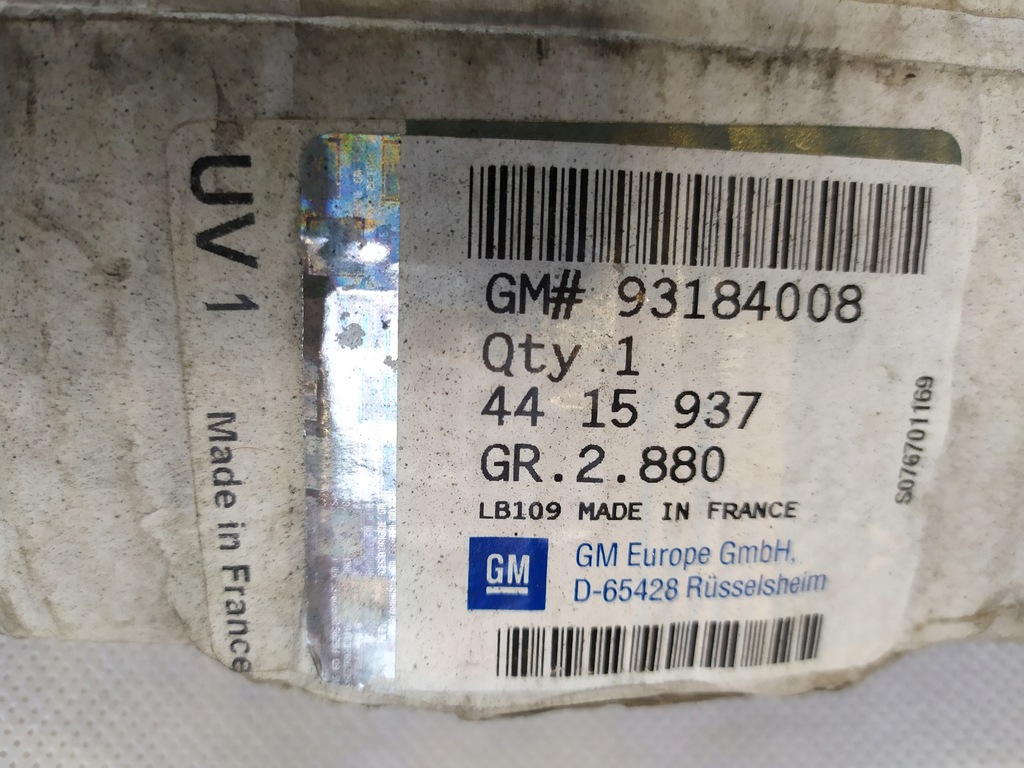 UV 1
Made in France
GM# 93184008
Qty 1
44 15 937
GR.2.880
LB109 MADE IN FRANCE
S076701169
GM
GM Europe GmbH,
D-65428 Rüsselsheim